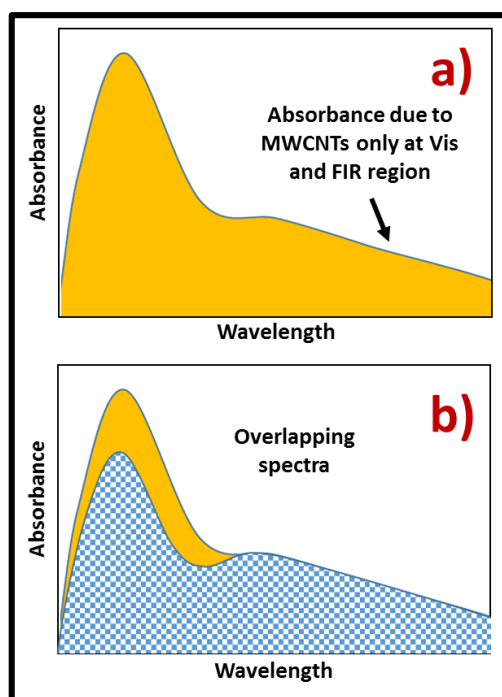 a)
Absorbance due to
MWCNTs only at Vis
and FIR region
Absorbance
Wavelength
b)
Overlapping
spectra
Absorbance
Wavelength